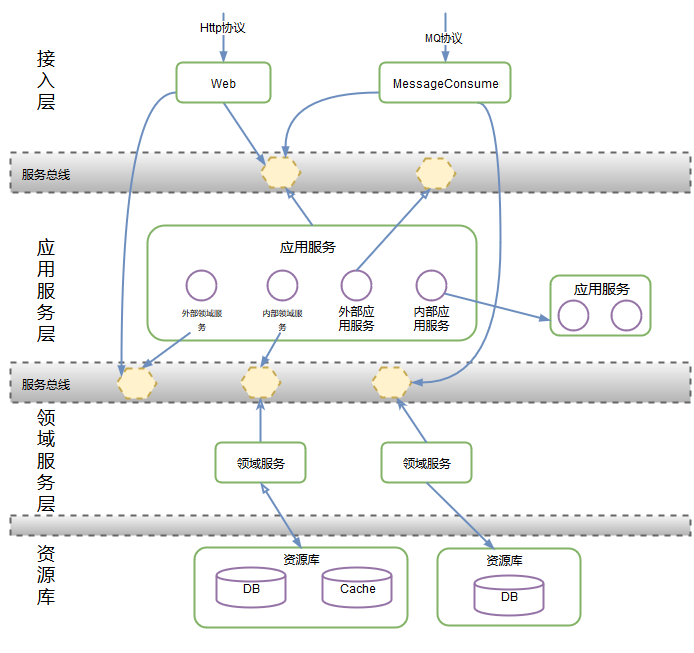 Http协议
MQ协议
接入层
Web
MessageConsume
服务总线
应用服务层
应用服务
外部领域服
务
内部领域服
务
外部应
用服务
内部应
用服务
应用服务
服务总线
领域服务层
领域服务
领域服务
资源库
资源库
DB
Cache
资源库
DB